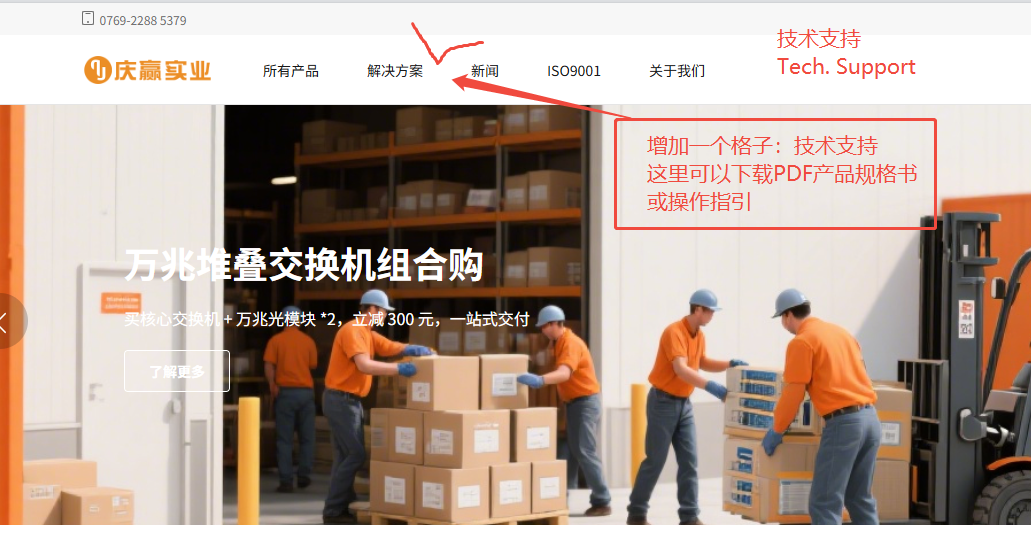 0769-2288 5379
庆赢实业
所有产品
解决方案
新闻
ISO9001
关于我们
技术支持
Tech. Support
增加一个格子：技术支持
这里可以下载PDF产品规格书
或操作指引
万兆堆叠交换机组合购
买核心交换机 + 万兆光模块 *2，立减 300 元，一站式交付
了解更多